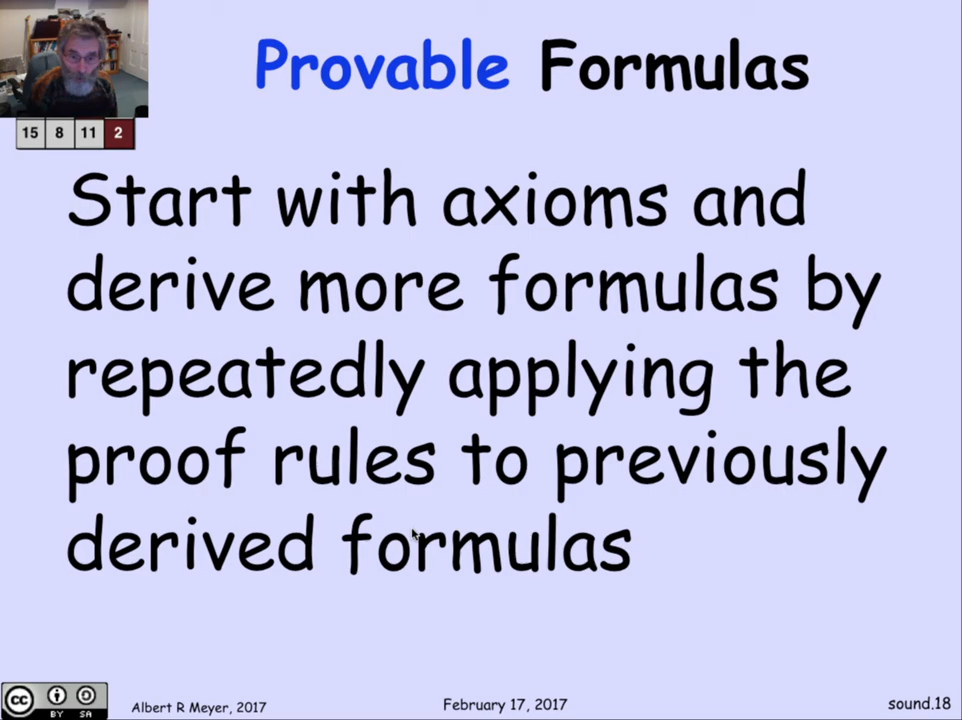 Provable Formulas
15 8 11 2
Start with axioms and
derive more formulas by
repeatedly applying the
proof rules to previously
derived formulas
cc BY SA
Albert R Meyer, 2017
February 17, 2017
sound.18